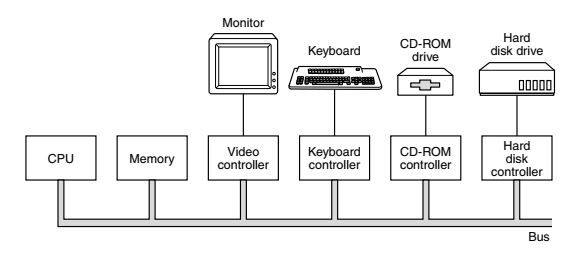 Monitor
Keyboard
CD-ROM
drive
Hard
disk drive
CPU
Memory
Video
controller
Keyboard
controller
CD-ROM
controller
Hard
disk
controller
Bus